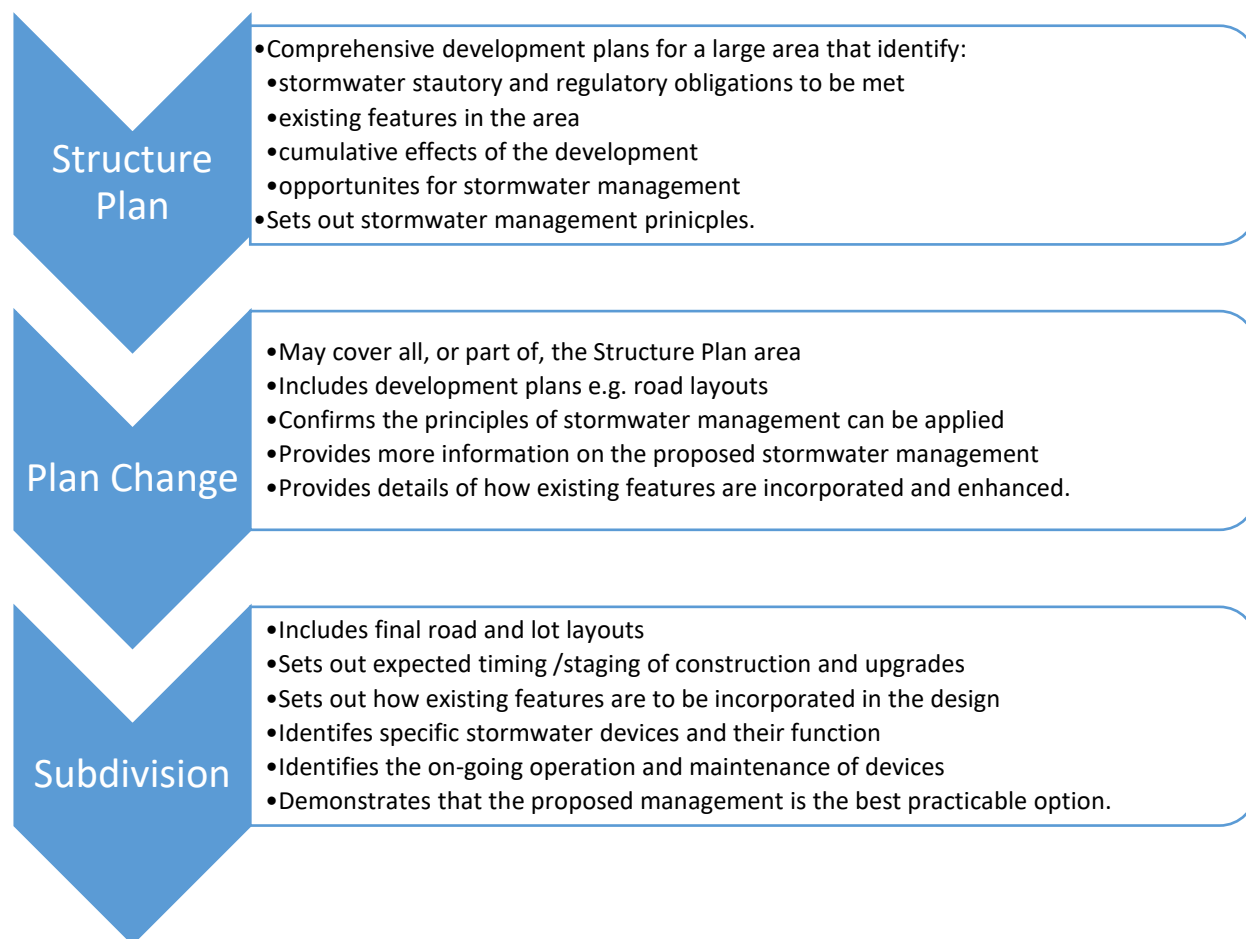 Structure
Plan
•Comprehensive development plans for a large area that identify:
•stormwater stautory and regulatory obligations to be met
•existing features in the area
•cumulative effects of the development
•opportunites for stormwater management
•Sets out stormwater management prinicples.
Plan Change
•May cover all, or part of, the Structure Plan area
•Includes development plans e.g. road layouts
•Confirms the principles of stormwater management can be applied
•Provides more information on the proposed stormwater management
•Provides details of how existing features are incorporated and enhanced.
Subdivision
•Includes final road and lot layouts
•Sets out expected timing /staging of construction and upgrades
•Sets out how existing features are to be incorporated in the design
•Identifes specific stormwater devices and their function
•Identifies the on-going operation and maintenance of devices
•Demonstrates that the proposed management is the best practicable option.